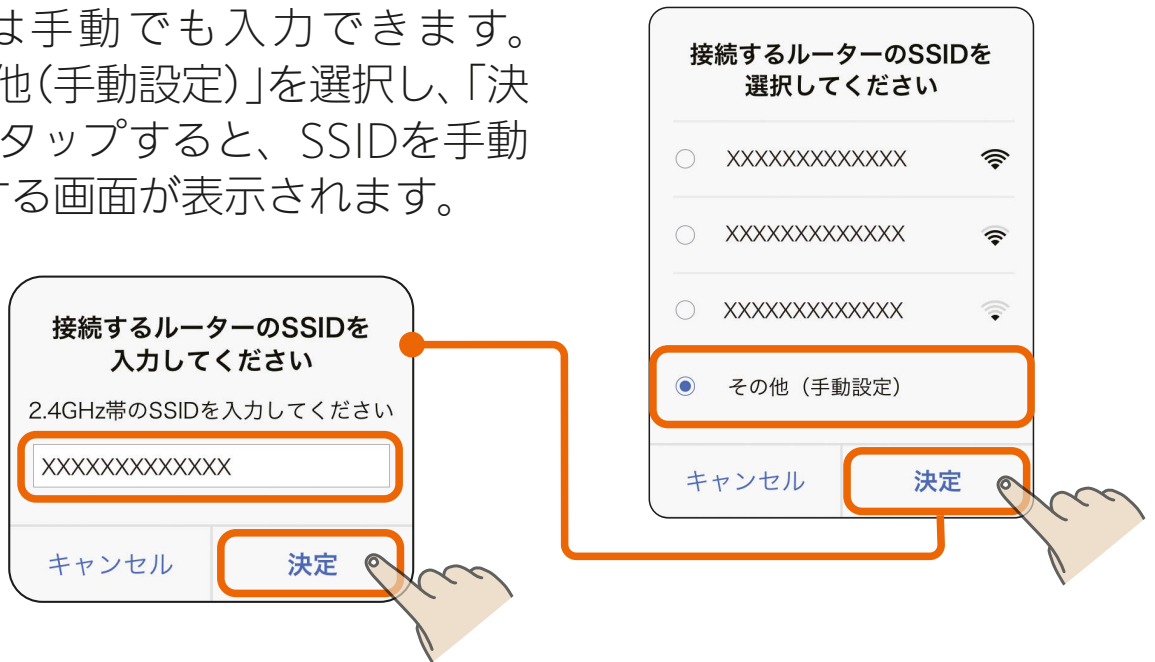 は手動でも入力できます。
他(手動設定)」を選択し、「決
タップすると、SSIDを手動
する画面が表示されます。
接続するルーターのSSIDを
選択してください
XXXXXXXXXXXXX
XXXXXXXXXXXXX
XXXXXXXXXXXXX
その他（手動設定）
キャンセル
決定
接続するルーターのSSIDを
入力してください
2.4GHz帯のSSIDを入力してください
XXXXXXXXXXXXX
キャンセル
決定